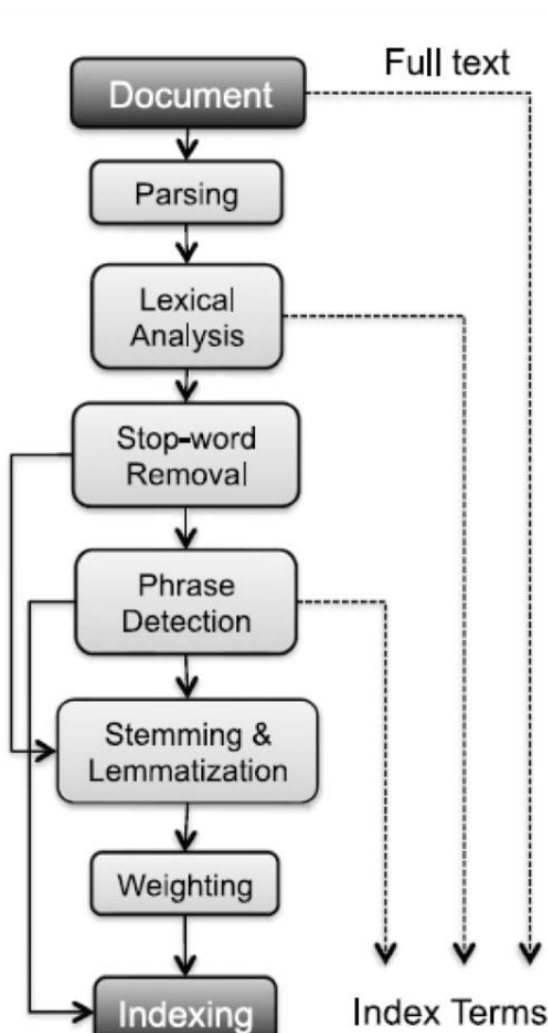 Full text
Document
Parsing
Lexical
Analysis
Stop-word
Removal
Phrase
Detection
Stemming &
Lemmatization
Weighting
Indexing
Index Terms